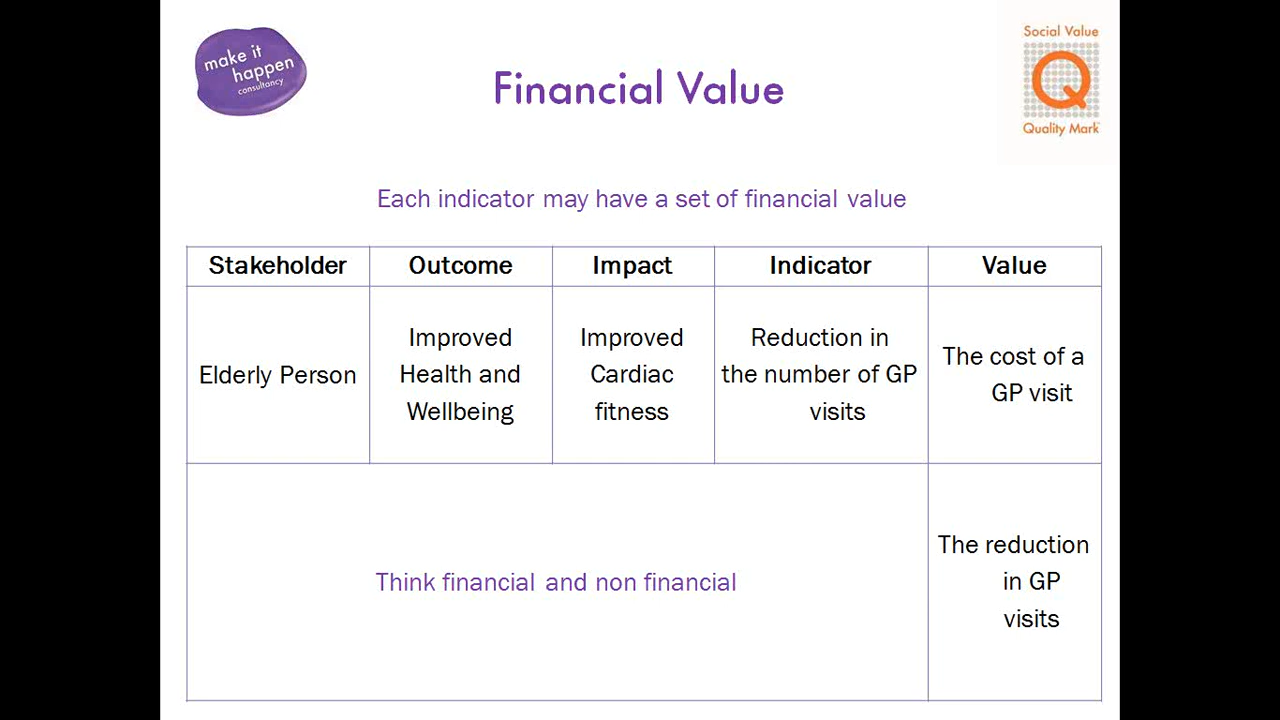 make it
happen
consultancy
Financial Value
Social Value
Q
Quality Mark
Each indicator may have a set of financial value
Stakeholder Outcome Impact Indicator Value
Elderly Person
Improved
Health and
Wellbeing
Improved
Cardiac
fitness
Reduction in
the number of GP
visits
The cost of a
GP visit
Think financial and non financial
The reduction
in GP
visits